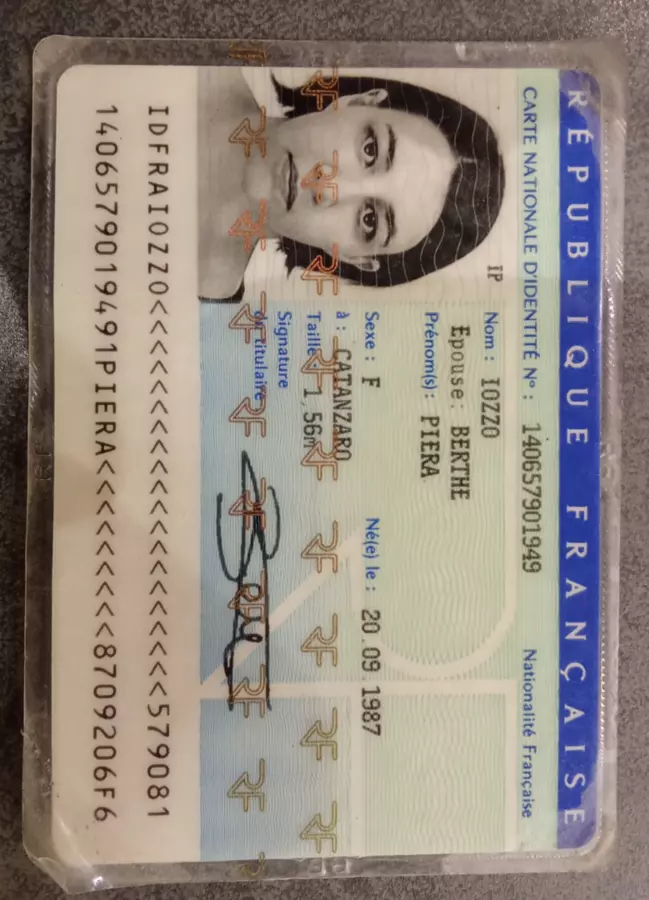 RÉPUBLIQUE FRANÇAISE
CARTE NATIONALE D'IDENTITÉ N° : 140657901949 Nationalité Française
IP
Nom : IOZZO
Epouse : BERTHE
Prénom(s) : PIERA
Sexe : F Né(e) le : 20.09.1987
à : CATANZARO
Taille : 1,56m
Signature
du titulaire
IDFRAIOZZO<<<<<<<<<<<<<<<<<<<<579081
1406579019491PIERA<<<<<<<<<8709206F6